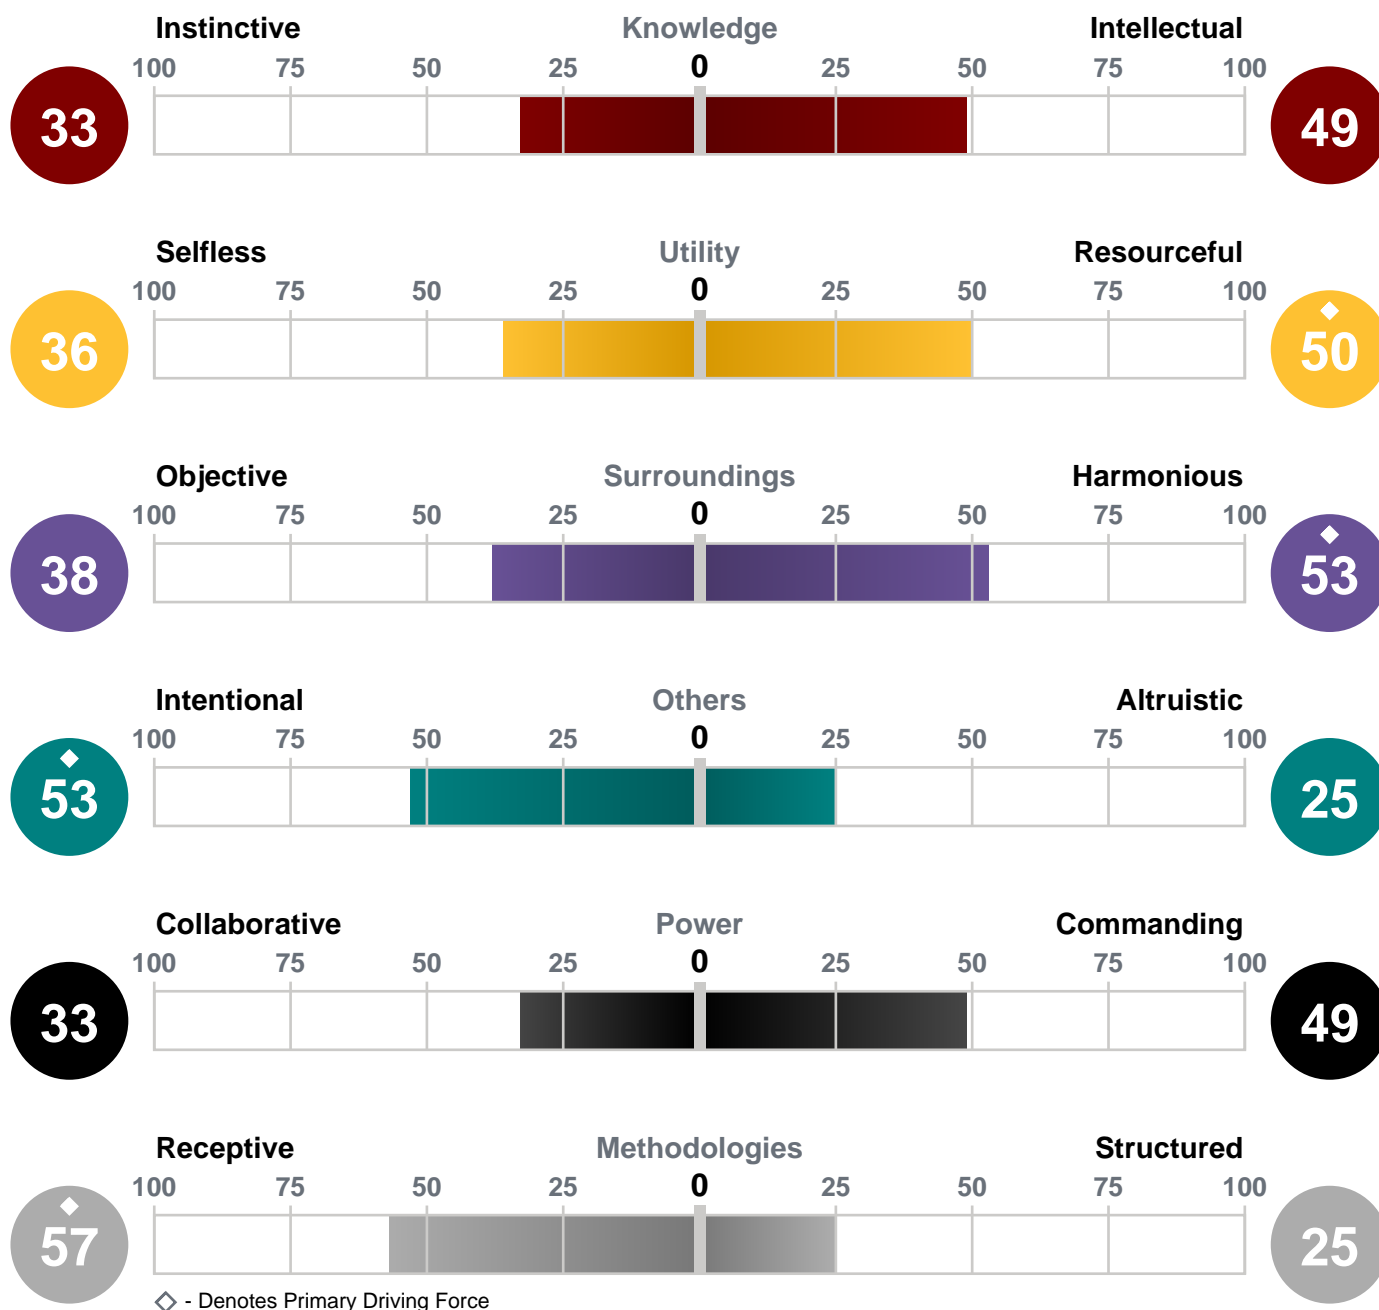 Instinctive Knowledge Intellectual
100 75 50 25 0 25 50 75 100
33 49
Selfless Utility Resourceful
100 75 50 25 0 25 50 75 100
36 50
Objective Surroundings Harmonious
100 75 50 25 0 25 50 75 100
38 53
Intentional Others Altruistic
100 75 50 25 0 25 50 75 100
53 25
Collaborative Power Commanding
100 75 50 25 0 25 50 75 100
33 49
Receptive Methodologies Structured
100 75 50 25 0 25 50 75 100
57 25
- Denotes Primary Driving Force